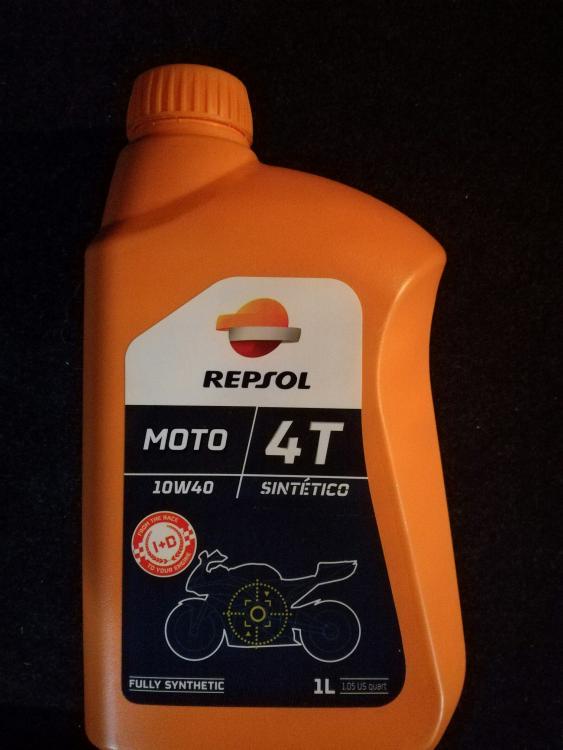 REPSOL
MOTO
4T
10W40
SINTÉTICO
FROM THE RACE
I+D
TO YOUR ENGINE
FULLY SYNTHETIC
1L
1.05 US quart